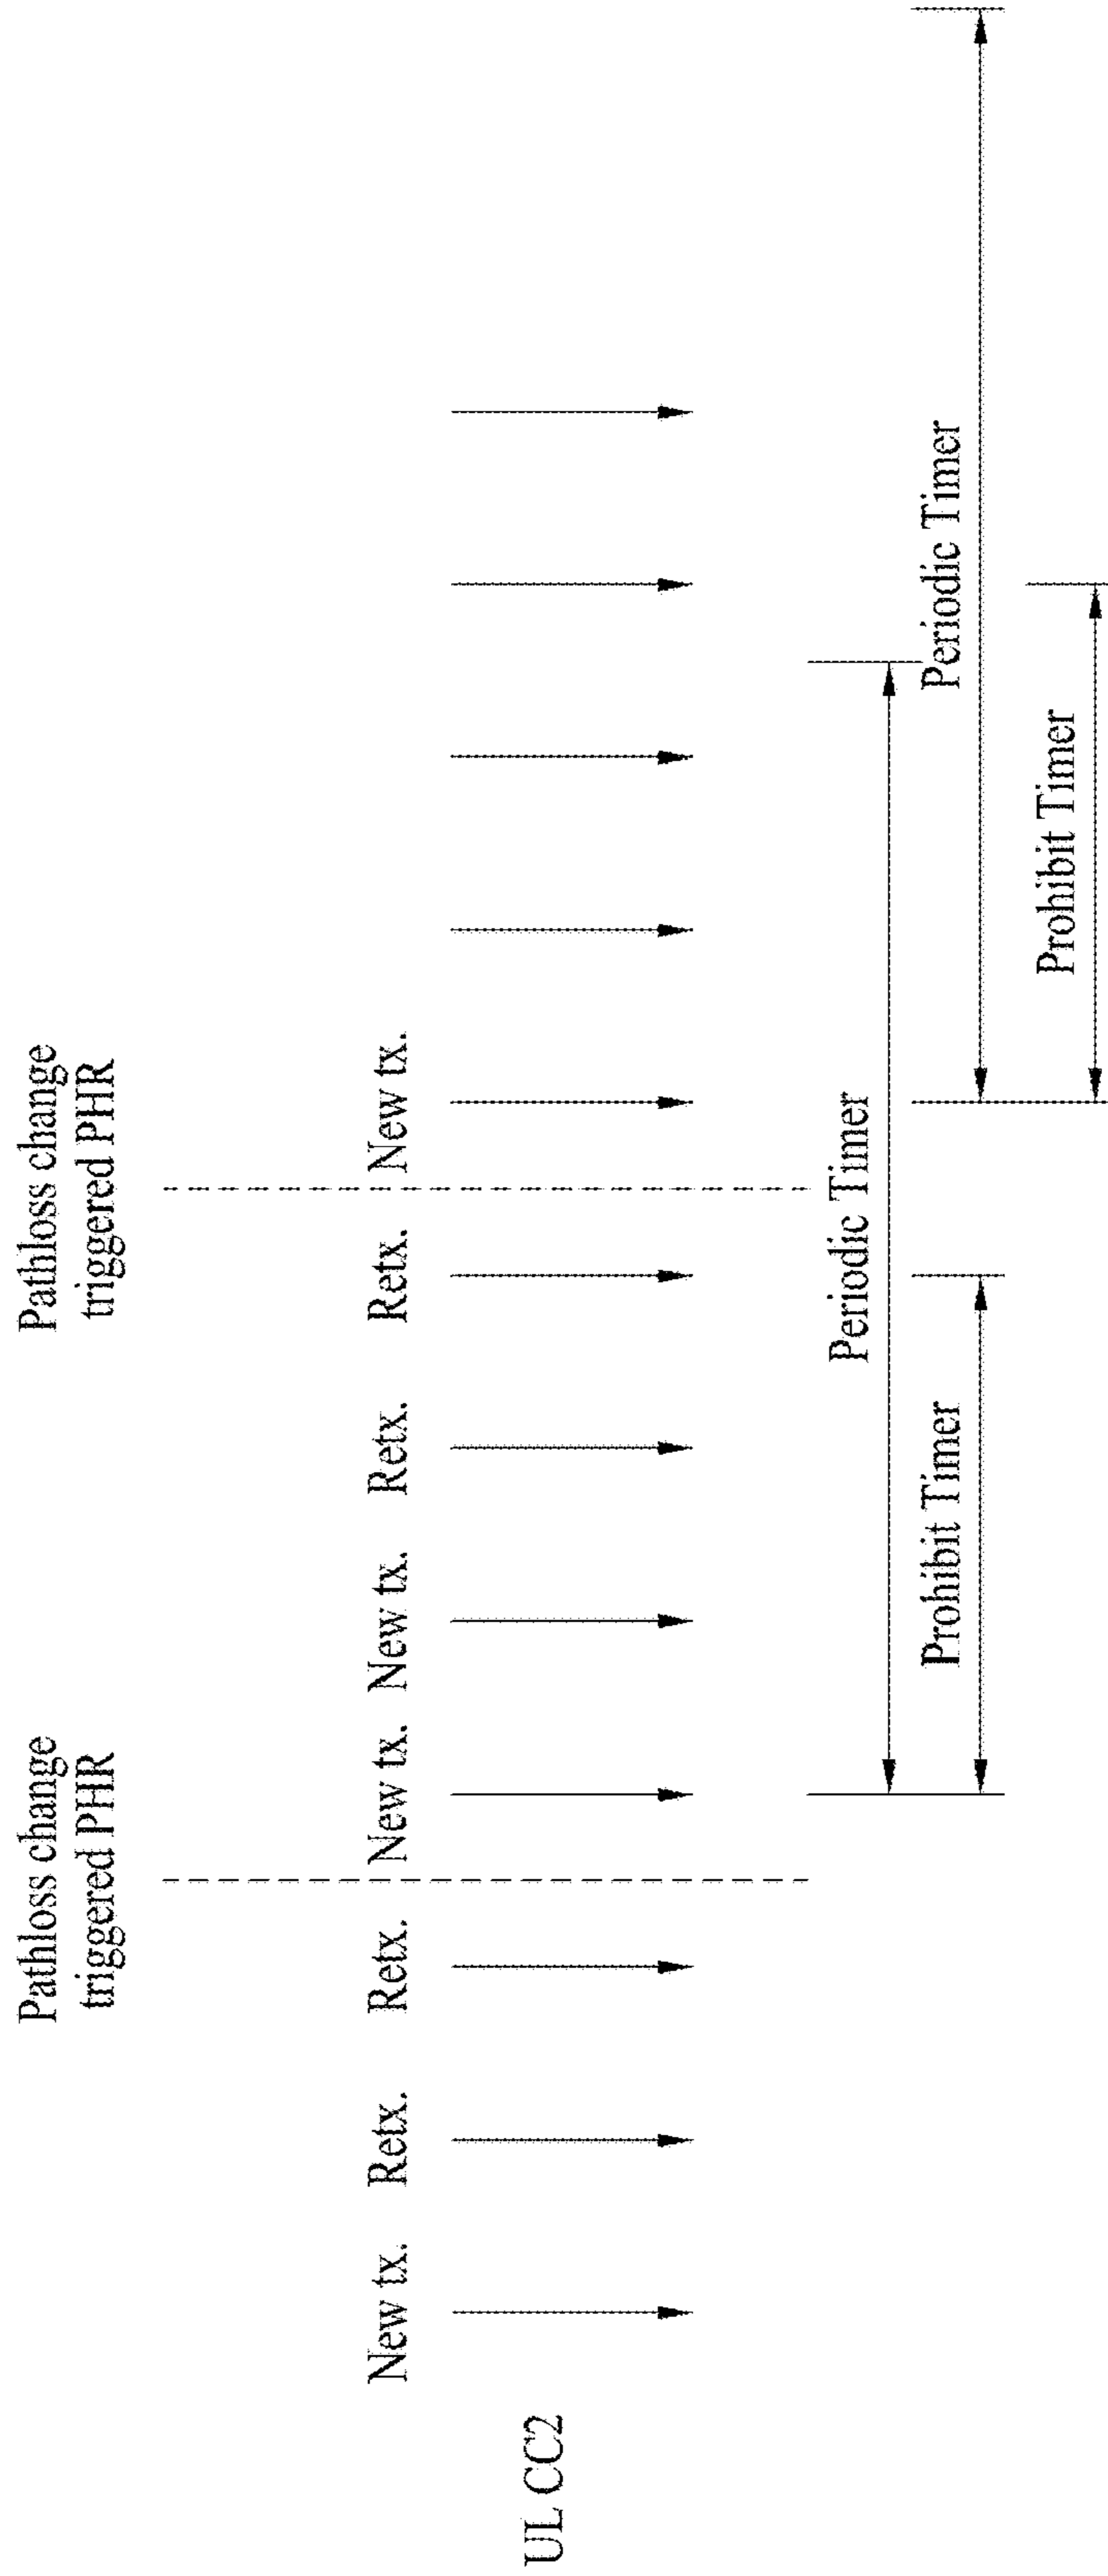 Pathloss change
triggered PHR
Pathloss change
triggered PHR
New tx.
Retx.
Retx.
New tx.
New tx.
Retx.
Retx.
New tx.
UL CC2
Periodic Timer
Prohibit Timer
Periodic Timer
Prohibit Timer